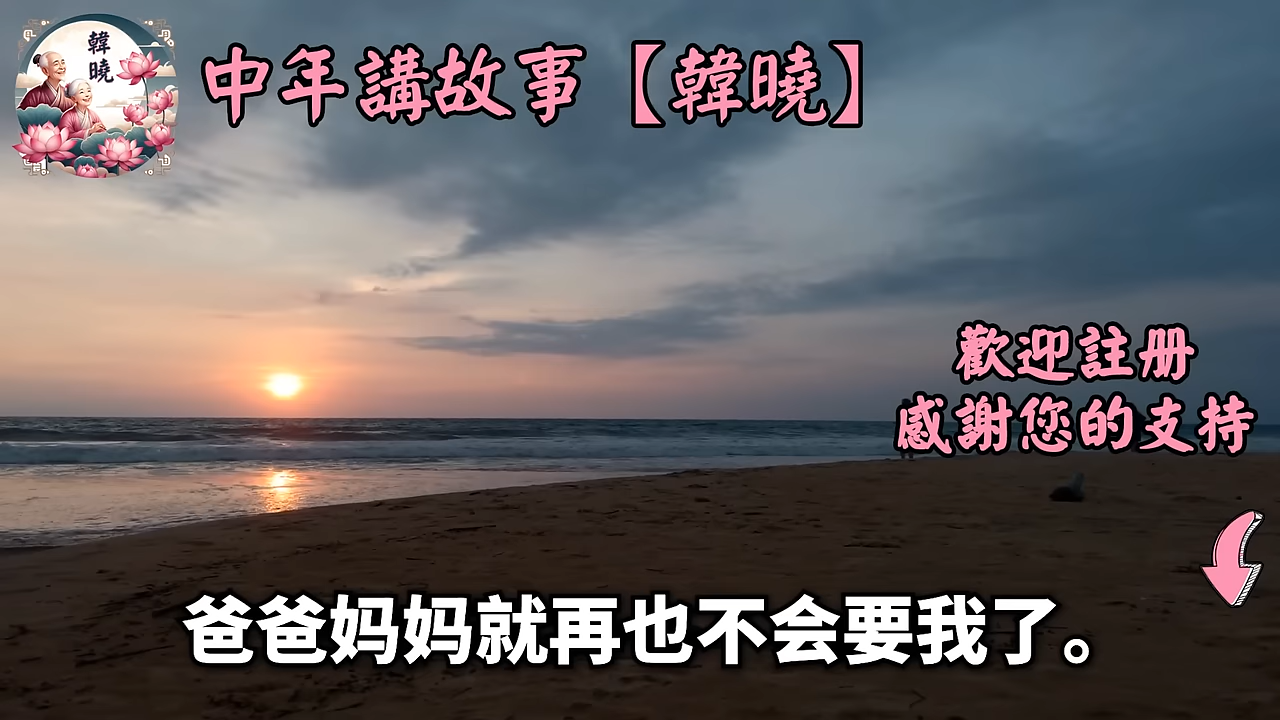 韓
曉
中年講故事【韓曉】
歡迎註册
感謝您的支持
爸爸妈妈就再也不会要我了。